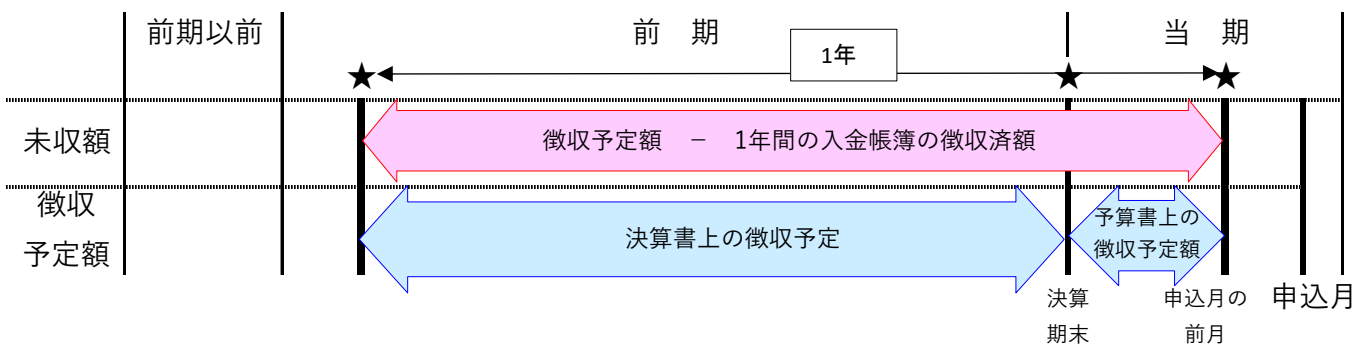 前期以前
前　期
当　期
1年
★
★
★
未収額
徴収予定額　－　1年間の入金帳簿の徴収済額
徴収
予定額
決算書上の徴収予定
予算書上の
徴収予定額
決算
期末
申込月の
前月
申込月